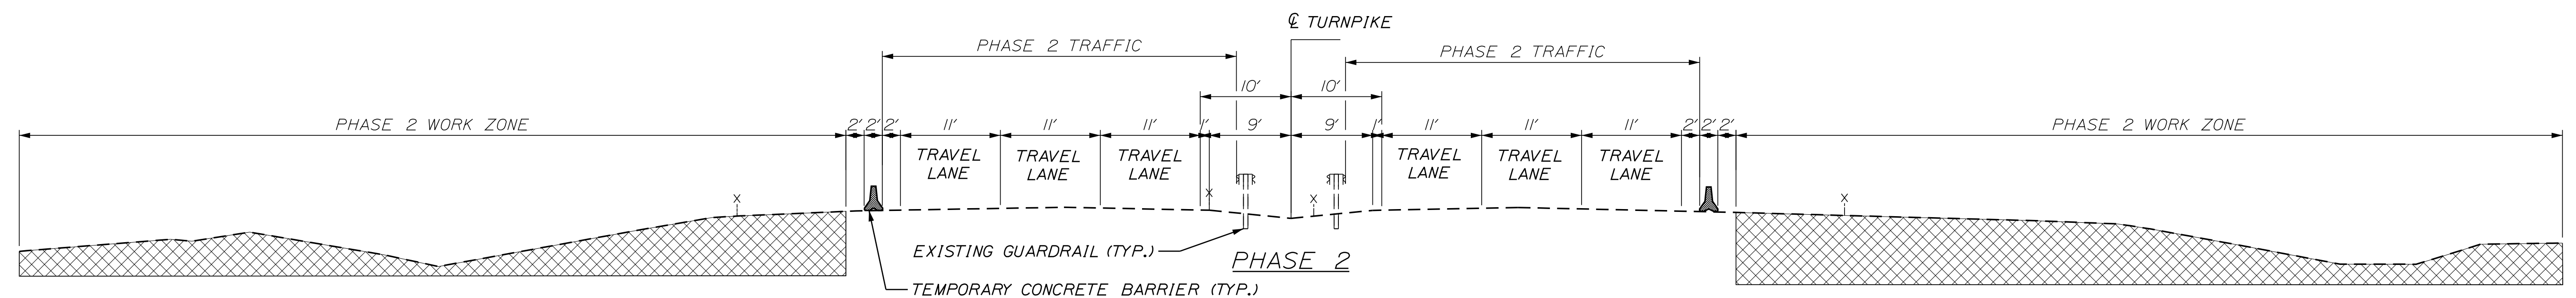 ℄ TURNPIKE
PHASE 2 TRAFFIC
PHASE 2 TRAFFIC
10' 10'
PHASE 2 WORK ZONE 2' 2' 2' 11' 11' 11' 1' 9' 9' 1' 11' 11' 11' 2' 2' 2' PHASE 2 WORK ZONE
TRAVEL LANE
TRAVEL LANE
TRAVEL LANE
TRAVEL LANE
TRAVEL LANE
TRAVEL LANE
X X X X
EXISTING GUARDRAIL (TYP.)
PHASE 2
TEMPORARY CONCRETE BARRIER (TYP.)